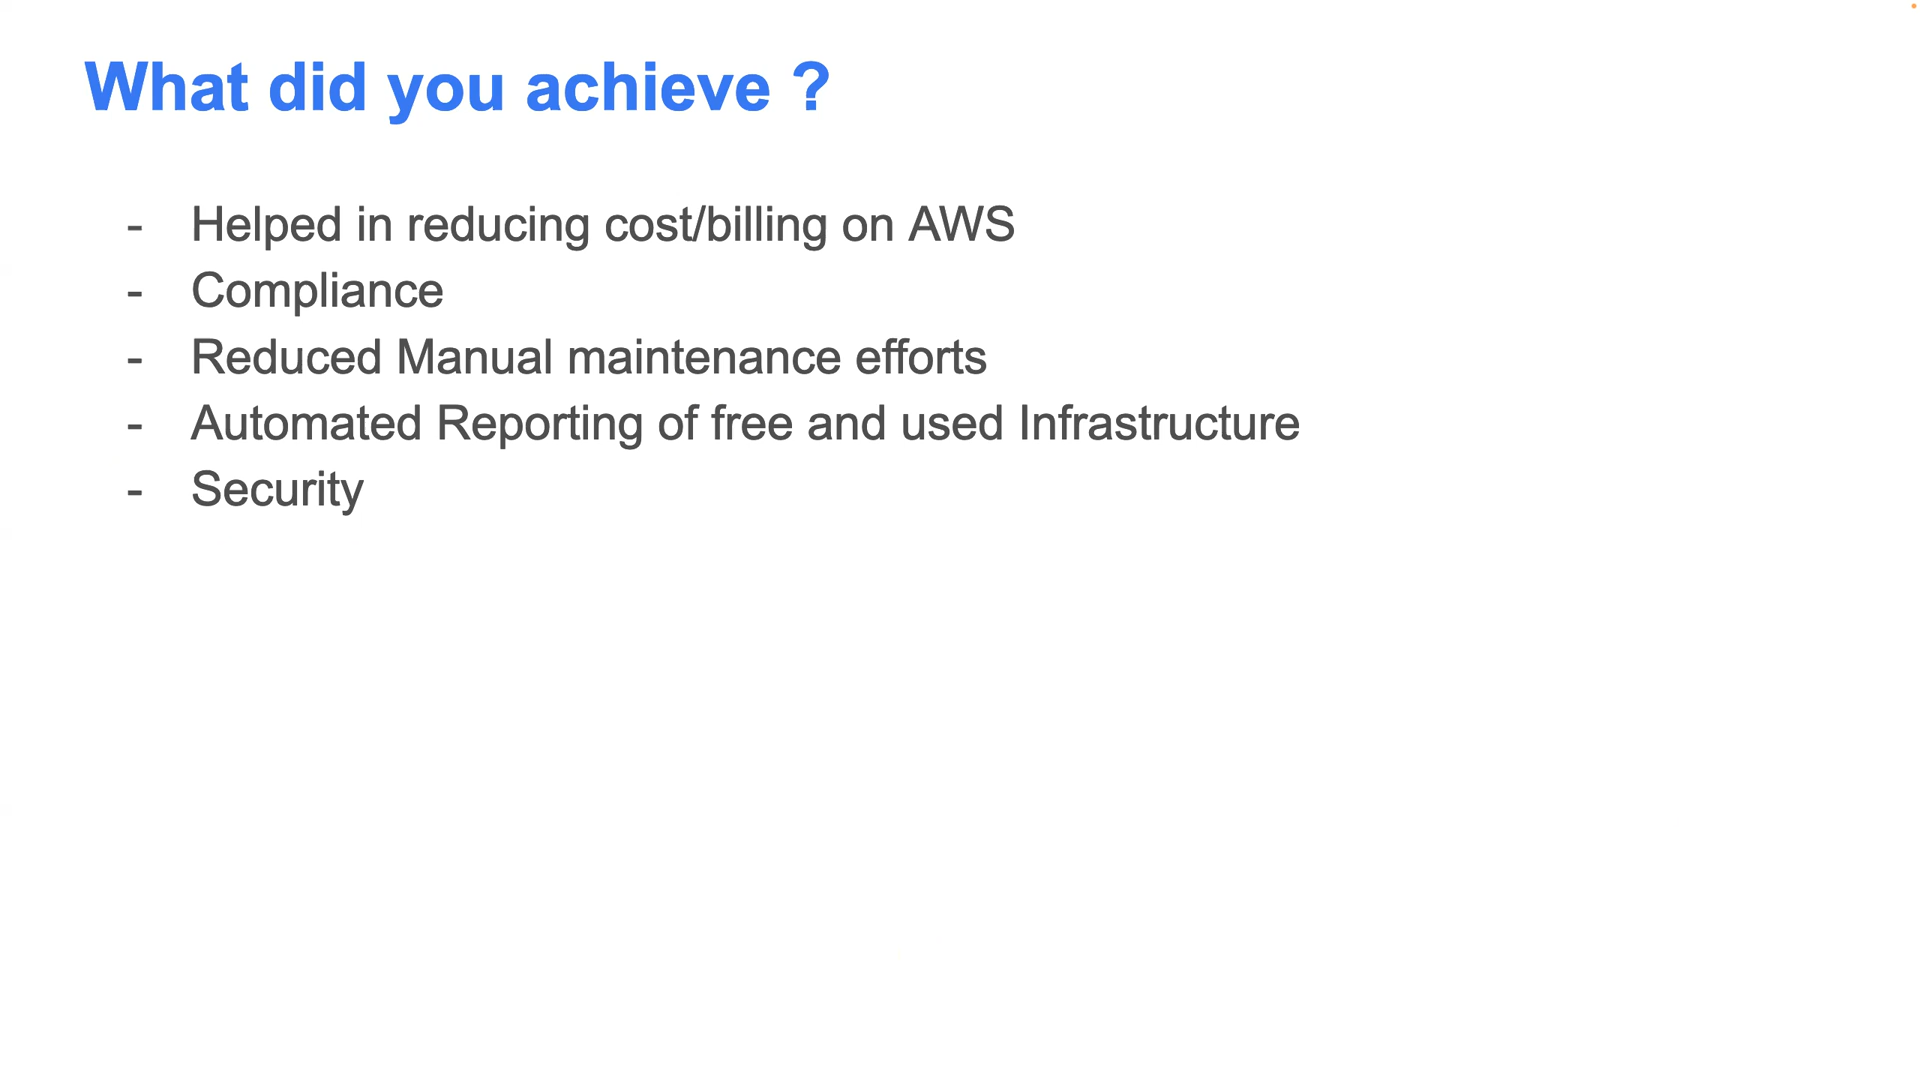 What did you achieve ?
- Helped in reducing cost/billing on AWS
- Compliance
- Reduced Manual maintenance efforts
- Automated Reporting of free and used Infrastructure
- Security